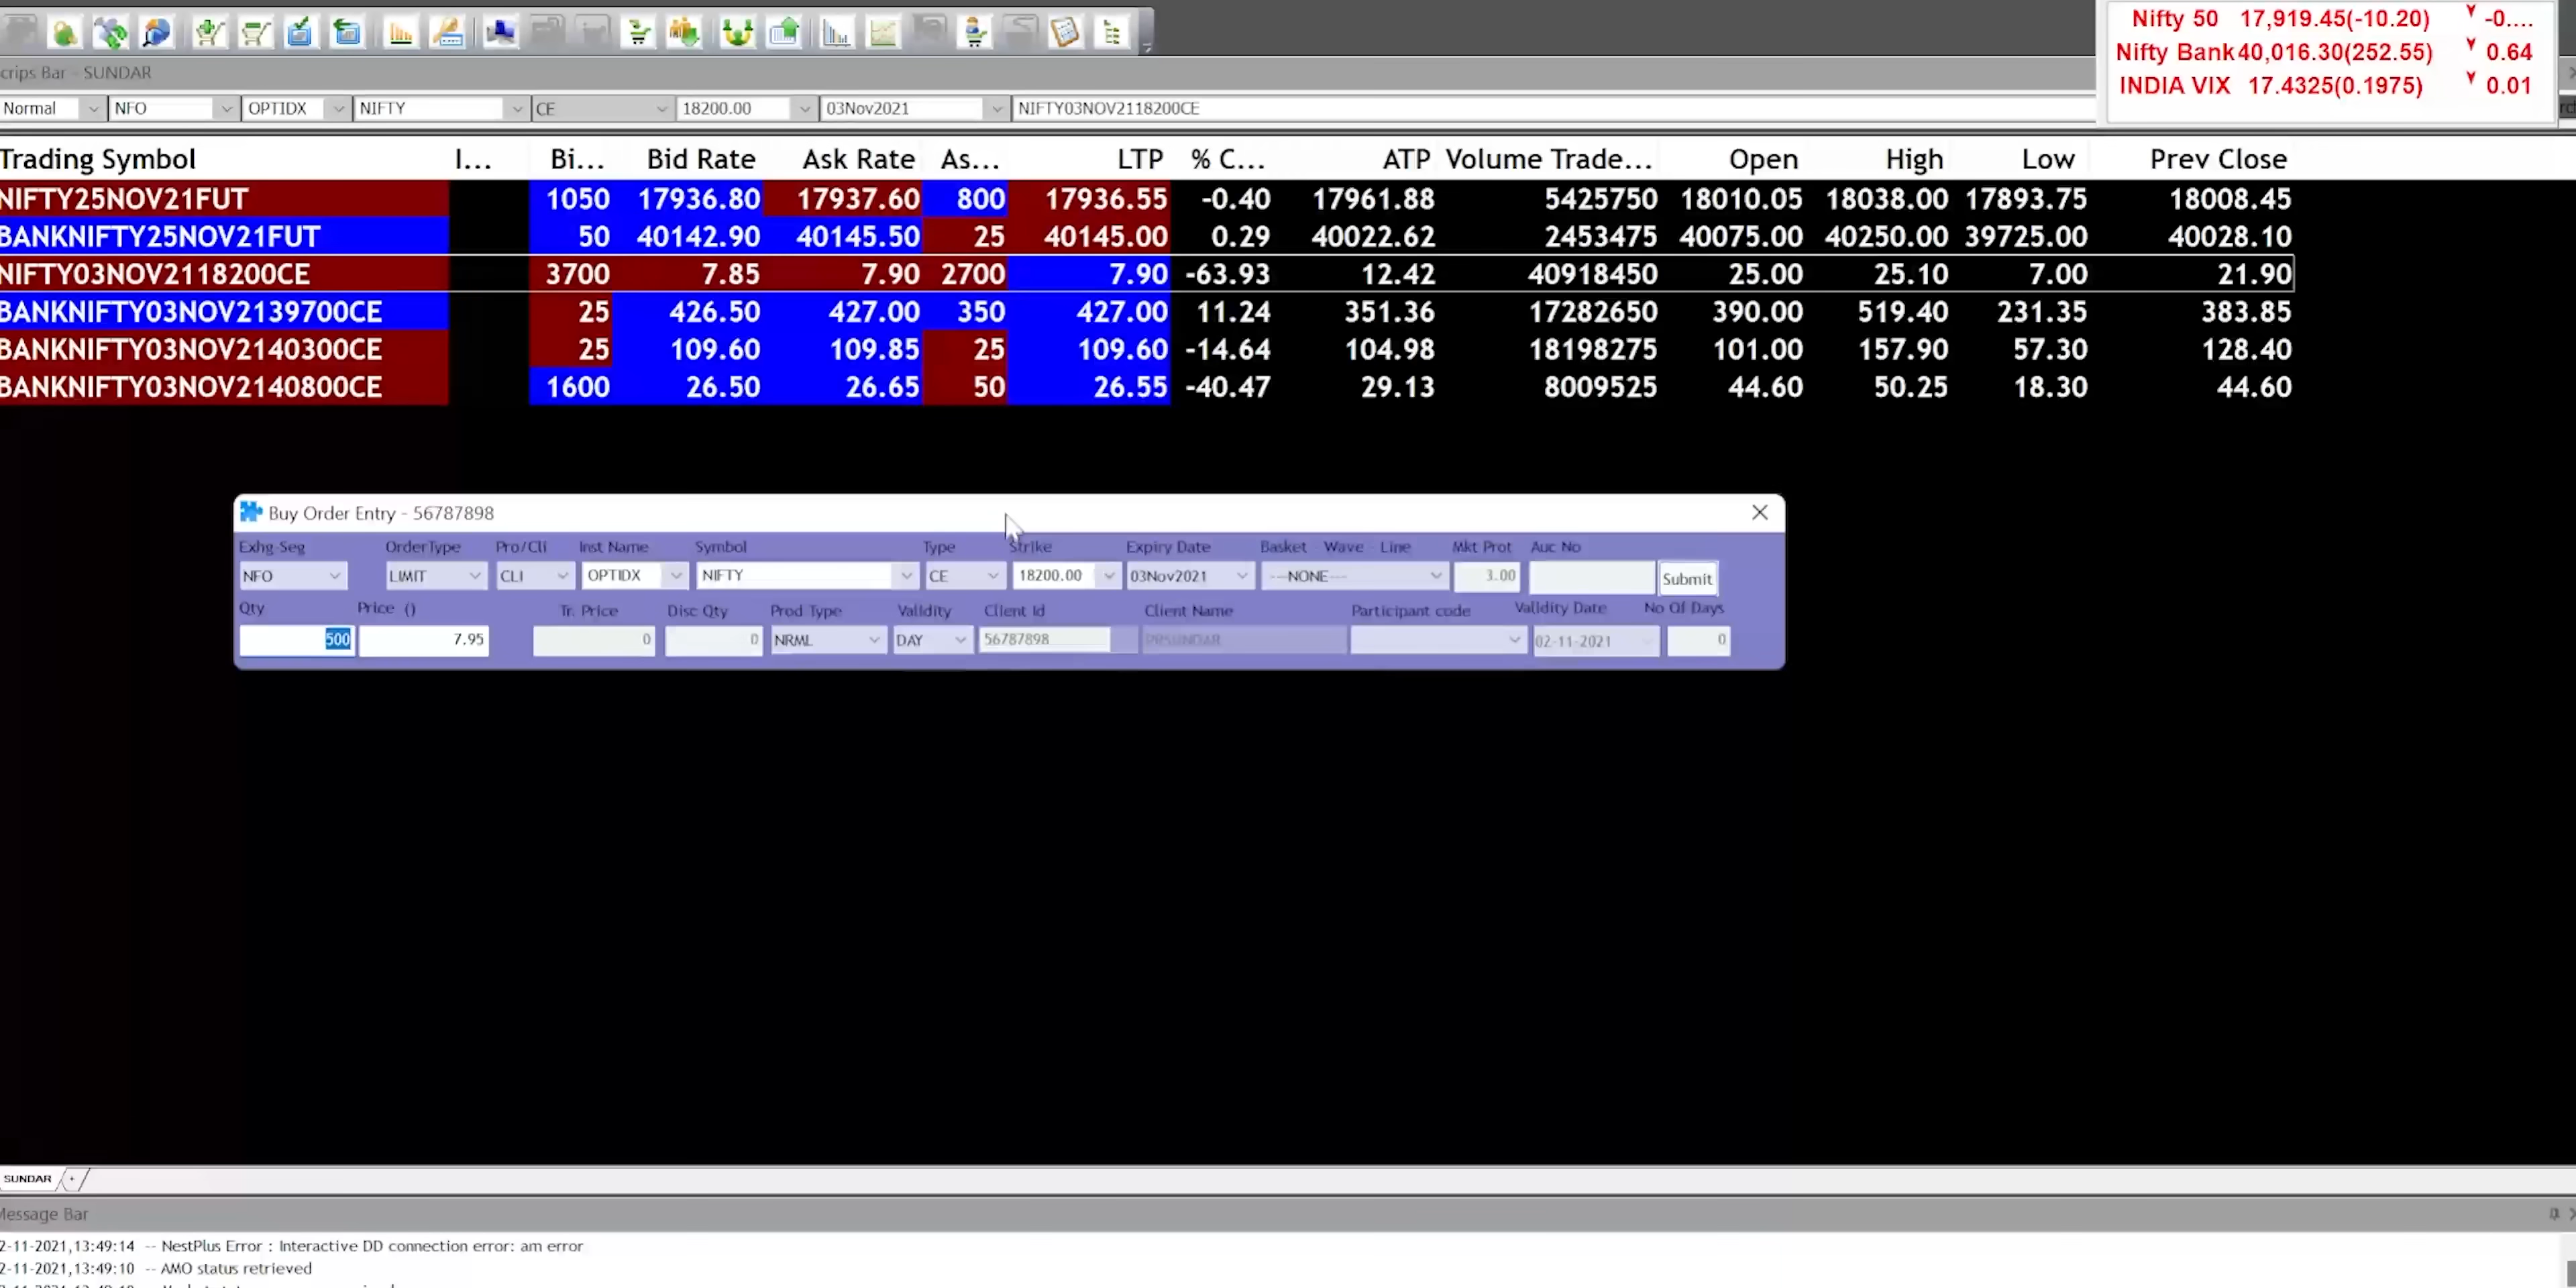 Nifty 50 17,919.45(-10.20) -0....
Nifty Bank 40,016.30(252.55) 0.64
INDIA VIX 17.4325(0.1975) 0.01
crips Bar - SUNDAR
Normal NFO OPTIDX NIFTY CE 18200.00 03Nov2021 NIFTY03NOV2118200CE
Trading Symbol I... Bi... Bid Rate Ask Rate As... LTP % C... ATP Volume Trade... Open High Low Prev Close
NIFTY25NOV21FUT 1050 17936.80 17937.60 800 17936.55 -0.40 17961.88 5425750 18010.05 18038.00 17893.75 18008.45
BANKNIFTY25NOV21FUT 50 40142.90 40145.50 25 40145.00 0.29 40022.62 2453475 40075.00 40250.00 39725.00 40028.10
NIFTY03NOV2118200CE 3700 7.85 7.90 2700 7.90 -63.93 12.42 40918450 25.00 25.10 7.00 21.90
BANKNIFTY03NOV2139700CE 25 426.50 427.00 350 427.00 11.24 351.36 17282650 390.00 519.40 231.35 383.85
BANKNIFTY03NOV2140300CE 25 109.60 109.85 25 109.60 -14.64 104.98 18198275 101.00 157.90 57.30 128.40
BANKNIFTY03NOV2140800CE 1600 26.50 26.65 50 26.55 -40.47 29.13 8009525 44.60 50.25 18.30 44.60
Buy Order Entry - 56787898
Exhg-Seg OrderType Pro/Cli Inst Name Symbol Type Strike Expiry Date Basket Wave Line Mkt Prot Auc No
NFO LIMIT CLI OPTIDX NIFTY CE 18200.00 03Nov2021 ---NONE--- 3.00 Submit
Qty Price () Tr. Price Disc Qty Prod Type Validity Client Id Client Name Participant code Validity Date No Of Days
500 7.95 0 0 NRML DAY 56787898 PRSUNDAR 02-11-2021 0
SUNDAR +
Message Bar
2-11-2021,13:49:14 -- NestPlus Error : Interactive DD connection error: am error
2-11-2021,13:49:10 -- AMO status retrieved